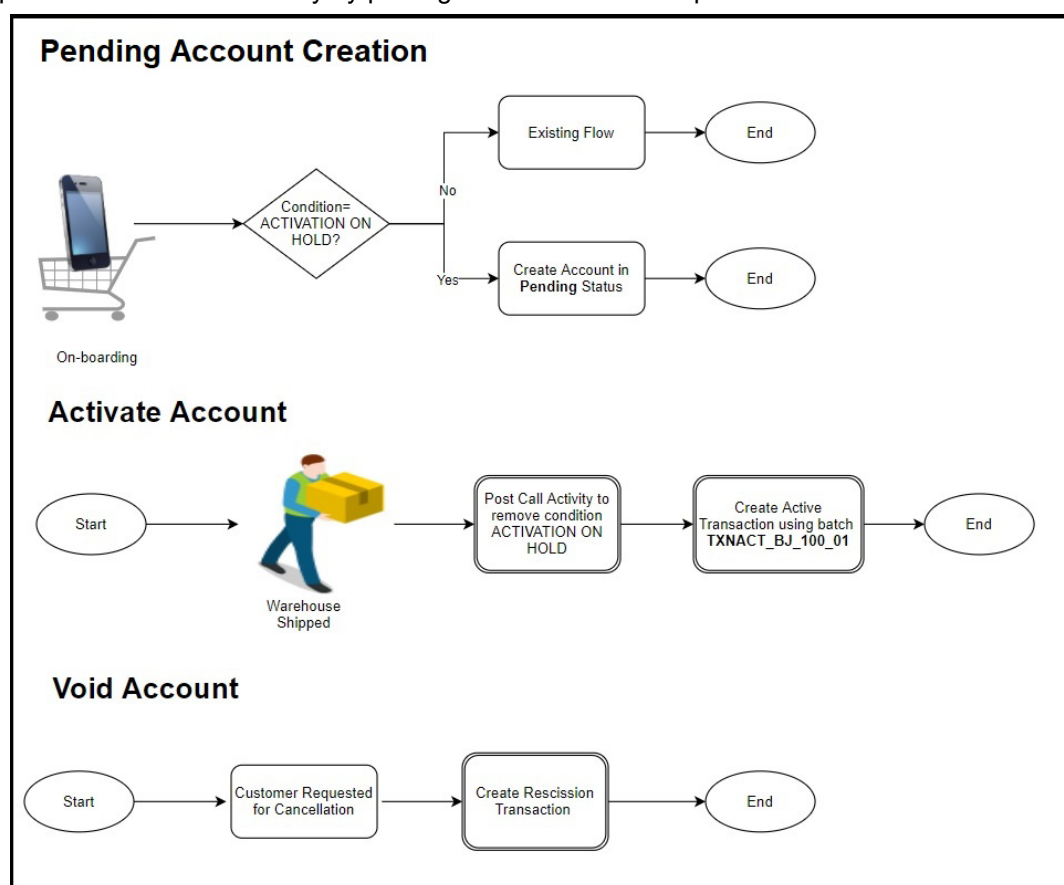 Pending Account Creation
Existing Flow
End
No
Condition=
ACTIVATION ON
HOLD?
Yes
Create Account in
Pending Status
End
On-boarding
Activate Account
Start
Warehouse
Shipped
Post Call Activity to
remove condition
ACTIVATION ON
HOLD
Create Active
Transaction using batch
TXNACT_BJ_100_01
End
Void Account
Start
Customer Requested
for Cancellation
Create Rescission
Transaction
End